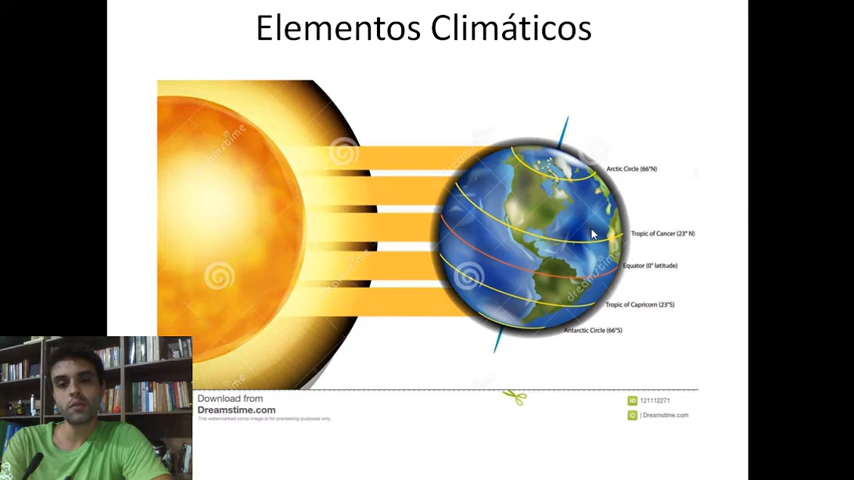 Elementos Climáticos
Arctic Circle (66°N)
Tropic of Cancer (23° N)
Equator (0° latitude)
Tropic of Capricorn (23°S)
Antarctic Circle (66°S)
Download from
Dreamstime.com
This watermarked comp image is for previewing purposes only.
121112271
| Dreamstime.com